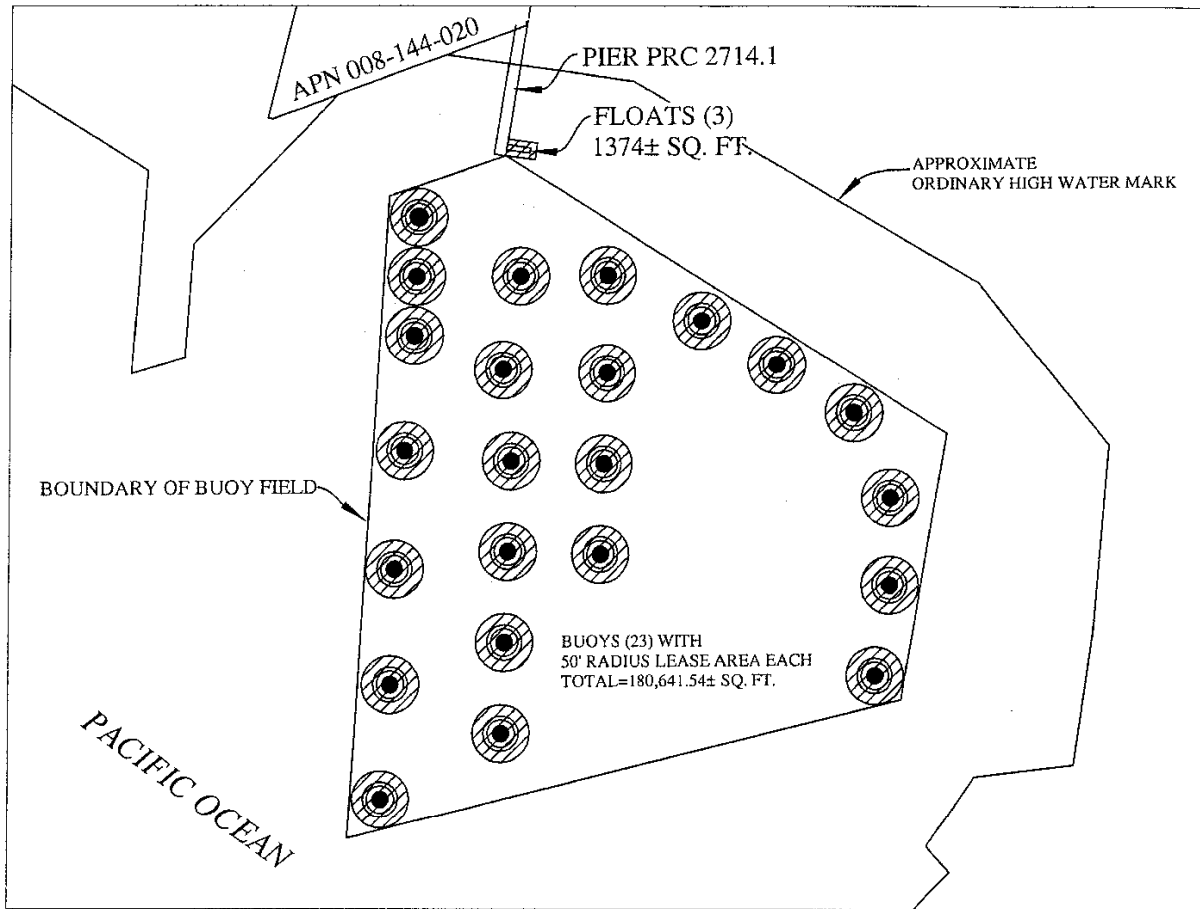 APN 008-144-020
PIER PRC 2714.1
FLOATS (3)
1374± SQ. FT.
APPROXIMATE
ORDINARY HIGH WATER MARK
BOUNDARY OF BUOY FIELD
BUOYS (23) WITH
50' RADIUS LEASE AREA EACH
TOTAL=180,641.54± SQ. FT.
PACIFIC OCEAN